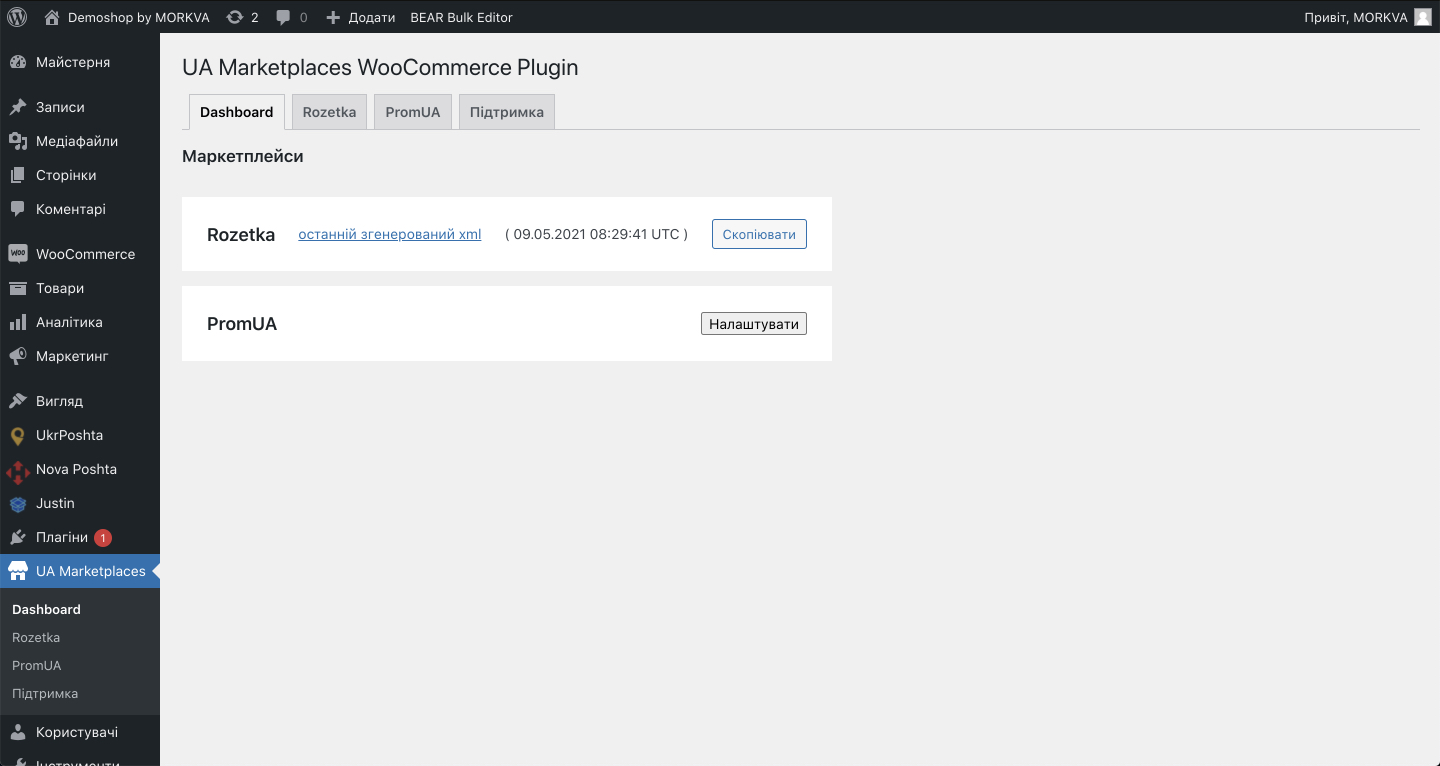 Demoshop by MORKVA 2 0 Додати BEAR Bulk Editor Привіт, MORKVA
Майстерня
Записи
Медіафайли
Сторінки
Коментарі
WOO WooCommerce
Товари
Аналітика
Маркетинг
Вигляд
UkrPoshta
Nova Poshta
Justin
Плагіни 1
UA Marketplaces
Dashboard
Rozetka
PromUA
Підтримка
Користувачі
Інструменти
UA Marketplaces WooCommerce Plugin
Dashboard Rozetka PromUA Підтримка
Маркетплейси
Rozetka останній згенерований xml ( 09.05.2021 08:29:41 UTC ) Скопіювати
PromUA Налаштувати